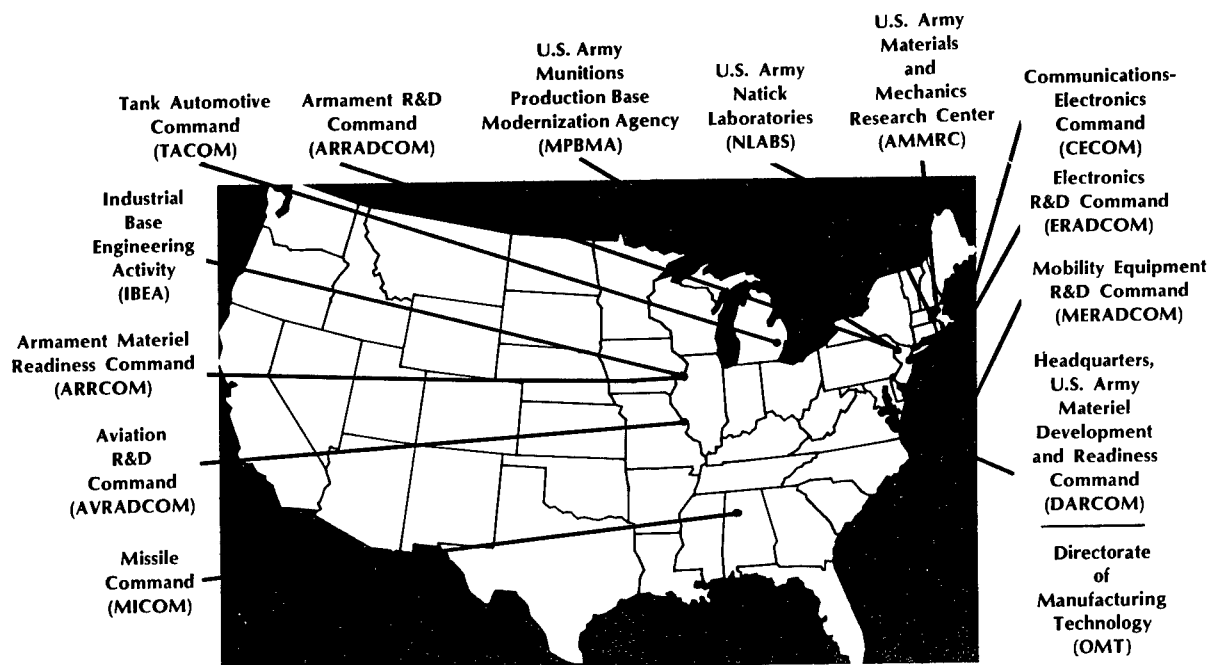 Tank Automotive
Command
(TACOM)
Armament R&D
Command
(ARRADCOM)
U.S. Army
Munitions
Production Base
Modernization Agency
(MPBMA)
U.S. Army
Natick
Laboratories
(NLABS)
U.S. Army
Materials
and
Mechanics
Research Center
(AMMRC)
Communications-
Electronics
Command
(CECOM)
Electronics
R&D Command
(ERADCOM)
Mobility Equipment
R&D Command
(MERADCOM)
Headquarters,
U.S. Army
Materiel
Development
and Readiness
Command
(DARCOM)
Directorate
of
Manufacturing
Technology
(OMT)
Industrial
Base
Engineering
Activity
(IBEA)
Armament Materiel
Readiness Command
(ARRCOM)
Aviation
R&D
Command
(AVRADCOM)
Missile
Command
(MICOM)